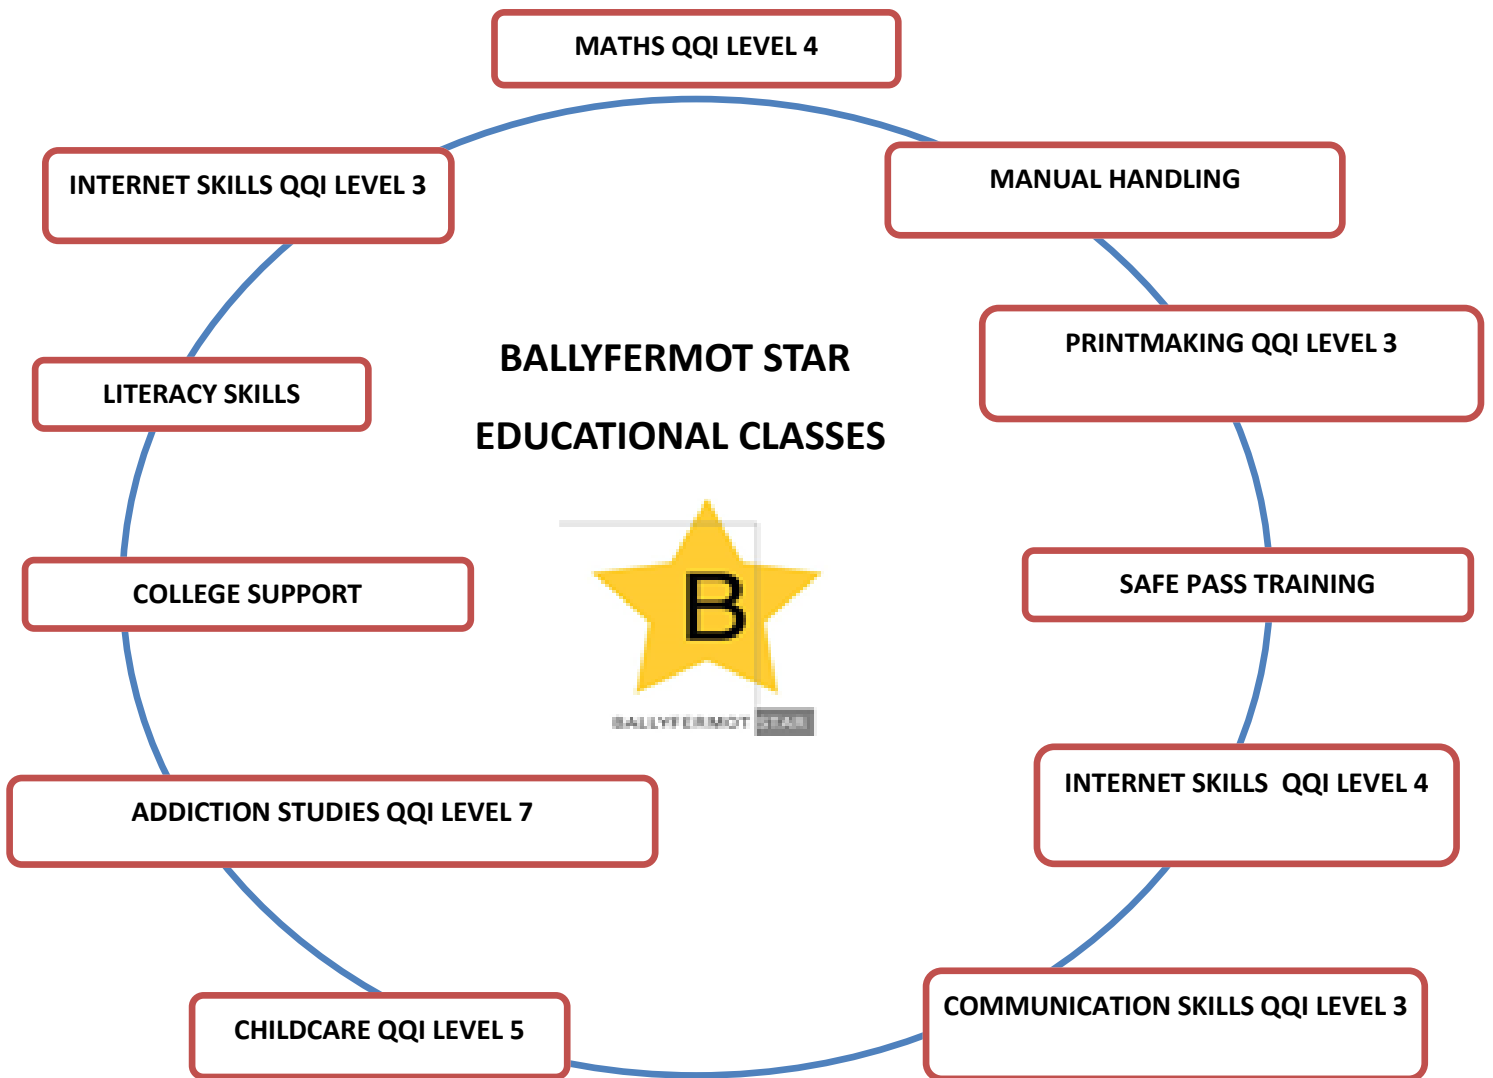 MATHS QQI LEVEL 4
MANUAL HANDLING
INTERNET SKILLS QQI LEVEL 3
PRINTMAKING QQI LEVEL 3
BALLYFERMOT STAR
EDUCATIONAL CLASSES
LITERACY SKILLS
B
BALLYFERMOT STAR
COLLEGE SUPPORT
SAFE PASS TRAINING
INTERNET SKILLS  QQI LEVEL 4
ADDICTION STUDIES QQI LEVEL 7
COMMUNICATION SKILLS QQI LEVEL 3
CHILDCARE QQI LEVEL 5